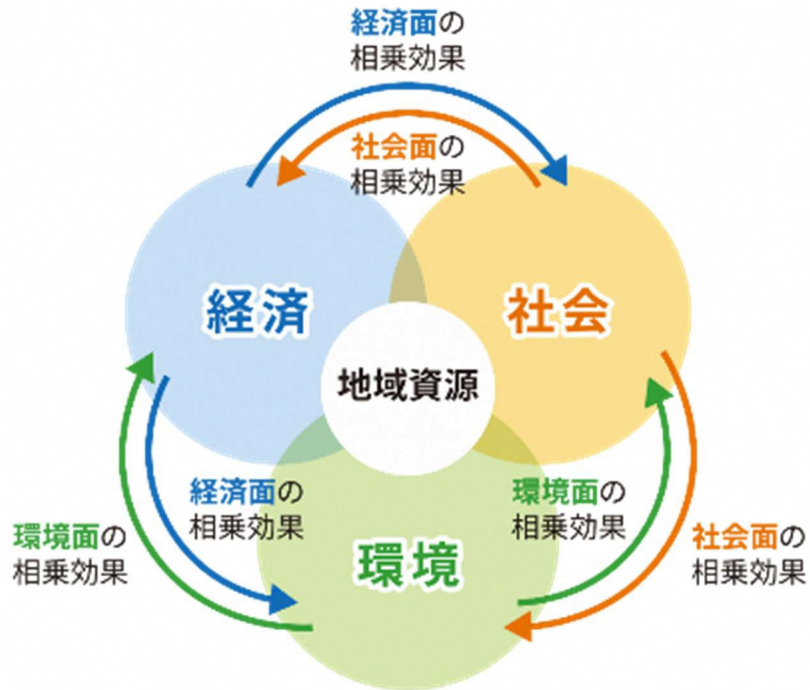 経済面の
相乗効果
社会面の
相乗効果
経済
社会
地域資源
経済面の
相乗効果
環境面の
相乗効果
環境面の
相乗効果
社会面の
相乗効果
環境